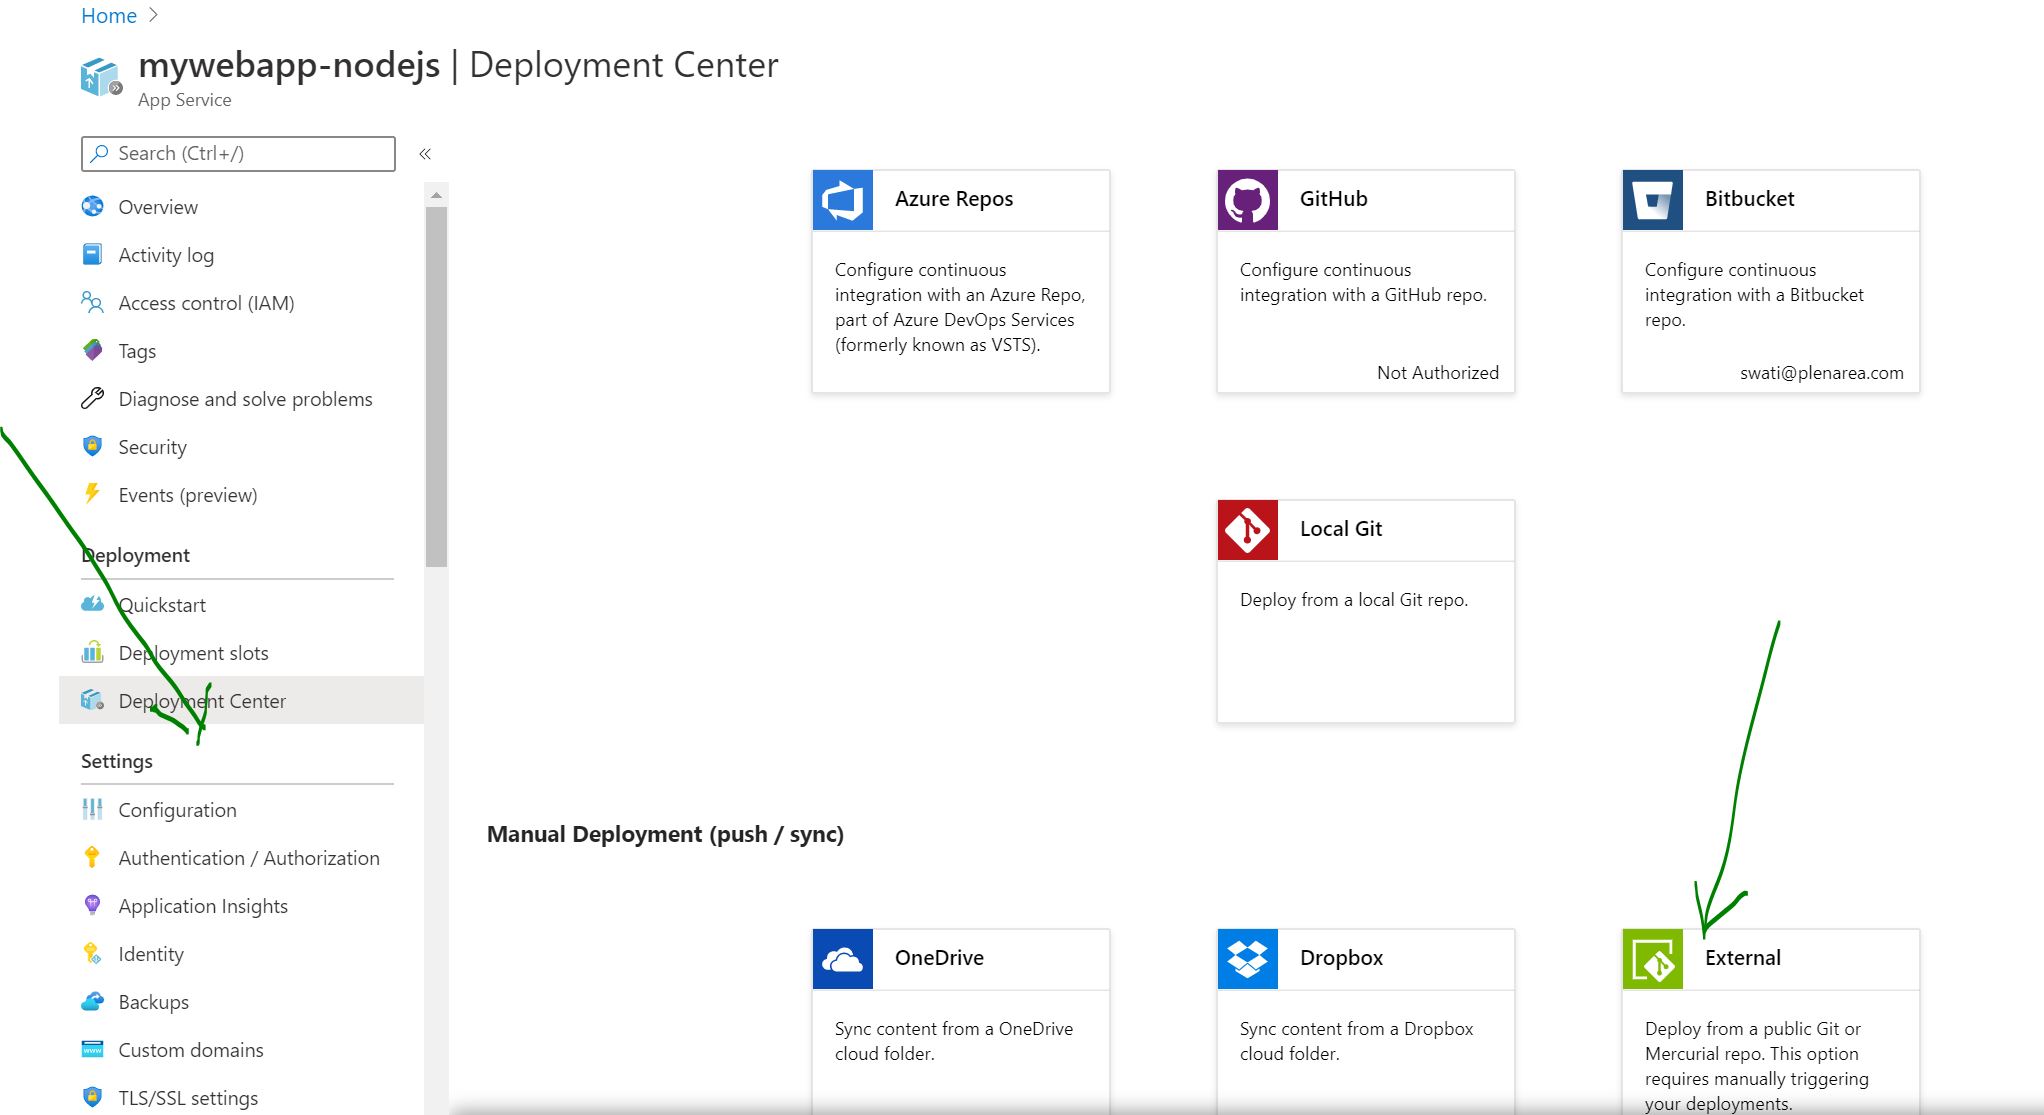 Home
mywebapp-nodejs | Deployment Center
App Service
Search (Ctrl+/)
Overview
Activity log
Access control (IAM)
Tags
Diagnose and solve problems
Security
Events (preview)
Deployment
Quickstart
Deployment slots
Deployment Center
Settings
Configuration
Authentication / Authorization
Application Insights
Identity
Backups
Custom domains
TLS/SSL settings
Azure Repos
Configure continuous
integration with an Azure Repo,
part of Azure DevOps Services
(formerly known as VSTS).
GitHub
Configure continuous
integration with a GitHub repo.
Not Authorized
Bitbucket
Configure continuous
integration with a Bitbucket
repo.
swati@plenarea.com
Local Git
Deploy from a local Git repo.
Manual Deployment (push / sync)
OneDrive
Sync content from a OneDrive
cloud folder.
Dropbox
Sync content from a Dropbox
cloud folder.
External
Deploy from a public Git or
Mercurial repo. This option
requires manually triggering
your deployments.